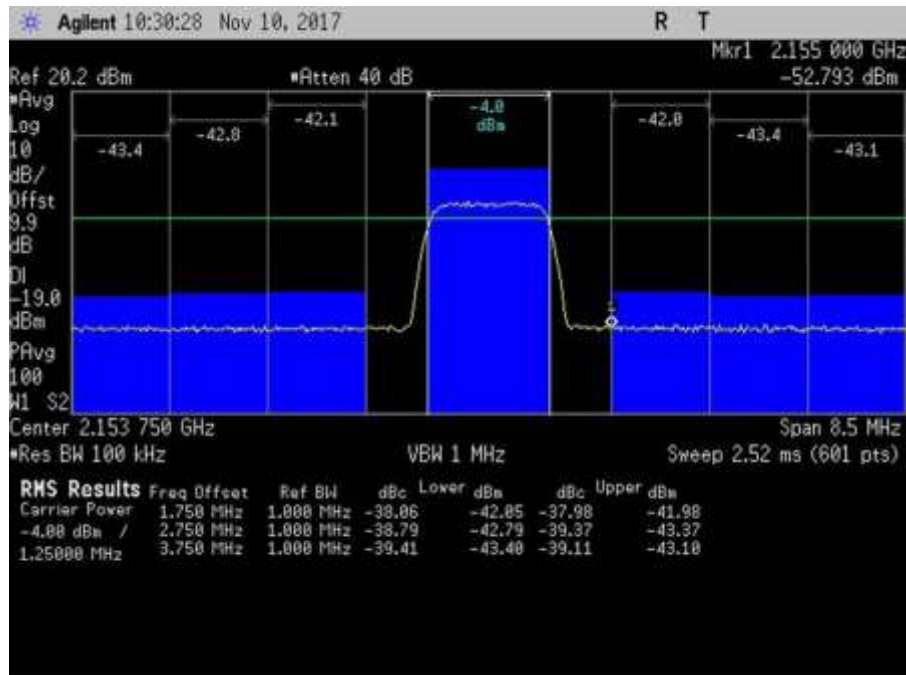 Agilent 10:30:28 Nov 10, 2017 R T
Mkr1 2.155 000 GHz
Ref 20.2 dBm *Atten 40 dB -52.793 dBm
*Avg
Log
10
dB/
Offst
9.9
dB
DI
-19.0
dBm
PAvg
100
W1 S2
-43.4 -42.8 -42.1 -4.0 dBm -42.0 -43.4 -43.1
1
Center 2.153 750 GHz Span 8.5 MHz
*Res BW 100 kHz VBW 1 MHz Sweep 2.52 ms (601 pts)
RMS Results Freq Offset Ref BW dBc Lower dBm dBc Upper dBm
Carrier Power 1.750 MHz 1.000 MHz -38.06 -42.05 -37.98 -41.98
-4.00 dBm / 2.750 MHz 1.000 MHz -38.79 -42.79 -39.37 -43.37
1.25000 MHz 3.750 MHz 1.000 MHz -39.41 -43.40 -39.11 -43.10